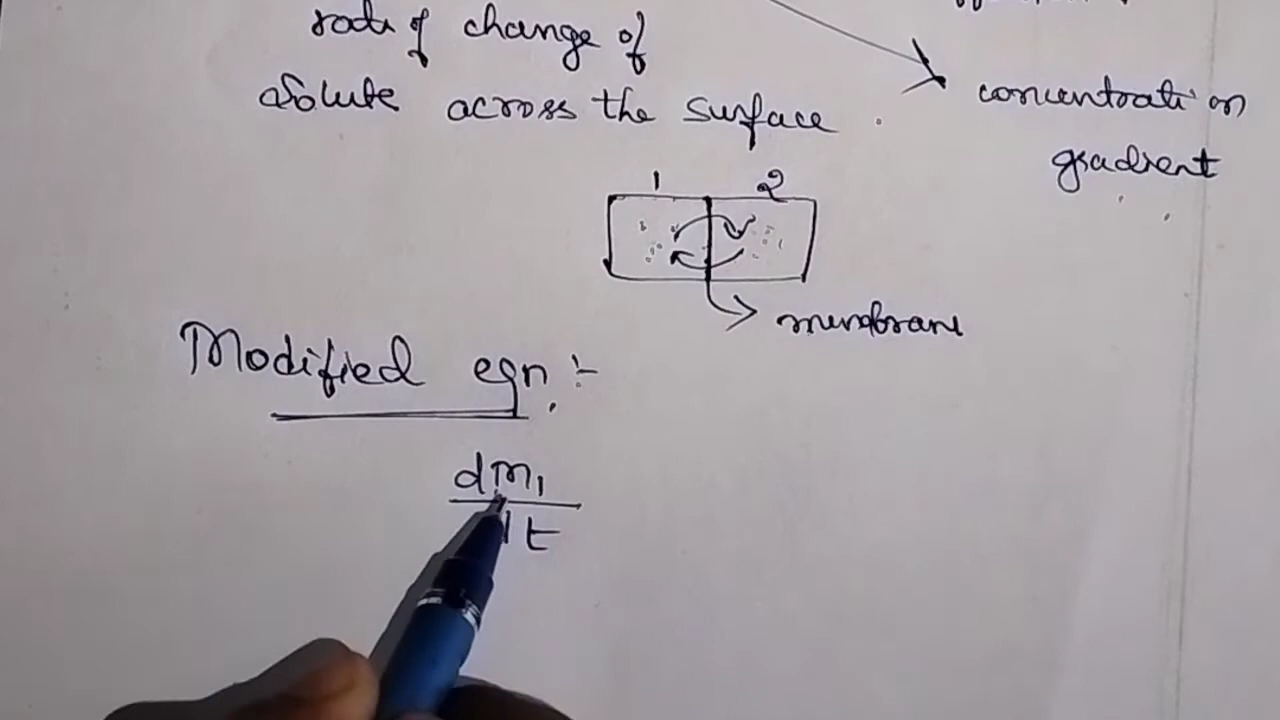 rate of change of
solute across the surface.
concentration
gradient
1 2
membrane
Modified eqn :-
dm₁
dt